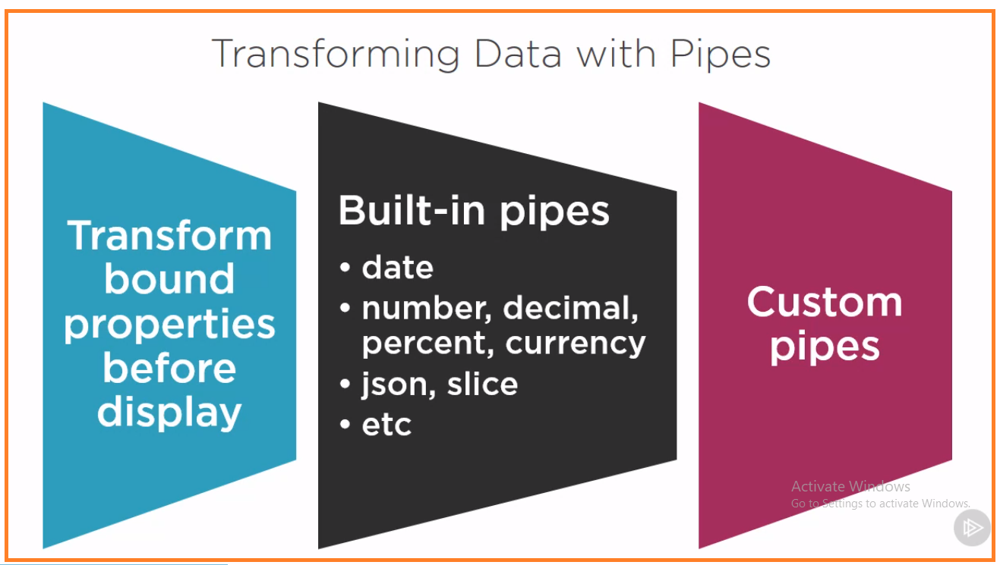 Transforming Data with Pipes
Transform
bound
properties
before
display
Built-in pipes
• date
• number, decimal,
percent, currency
• json, slice
• etc
Custom
pipes
Activate Windows
Go to Settings to activate Windows.